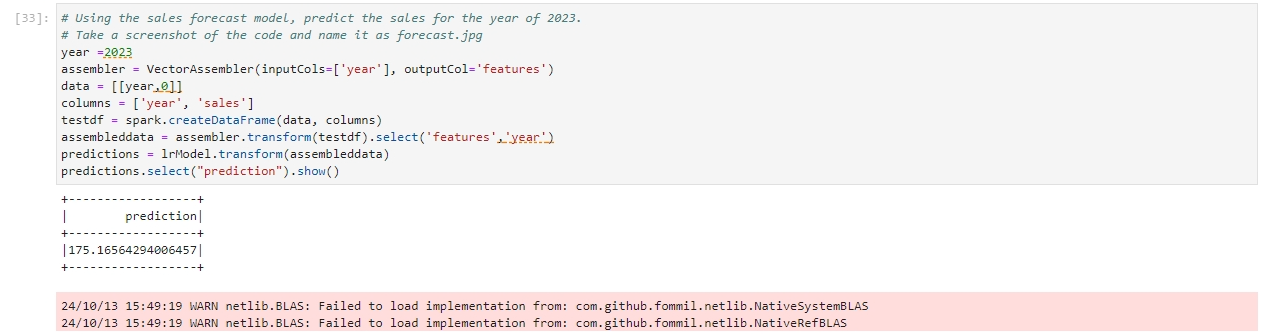 [33]: # Using the sales forecast model, predict the sales for the year of 2023.
# Take a screenshot of the code and name it as forecast.jpg
year =2023
assembler = VectorAssembler(inputCols=['year'], outputCol='features')
data = [[year,0]]
columns = ['year', 'sales']
testdf = spark.createDataFrame(data, columns)
assembleddata = assembler.transform(testdf).select('features','year')
predictions = lrModel.transform(assembleddata)
predictions.select("prediction").show()
+------------------+
|        prediction|
+------------------+
|175.16564294006457|
+------------------+
24/10/13 15:49:19 WARN netlib.BLAS: Failed to load implementation from: com.github.fommil.netlib.NativeSystemBLAS
24/10/13 15:49:19 WARN netlib.BLAS: Failed to load implementation from: com.github.fommil.netlib.NativeRefBLAS